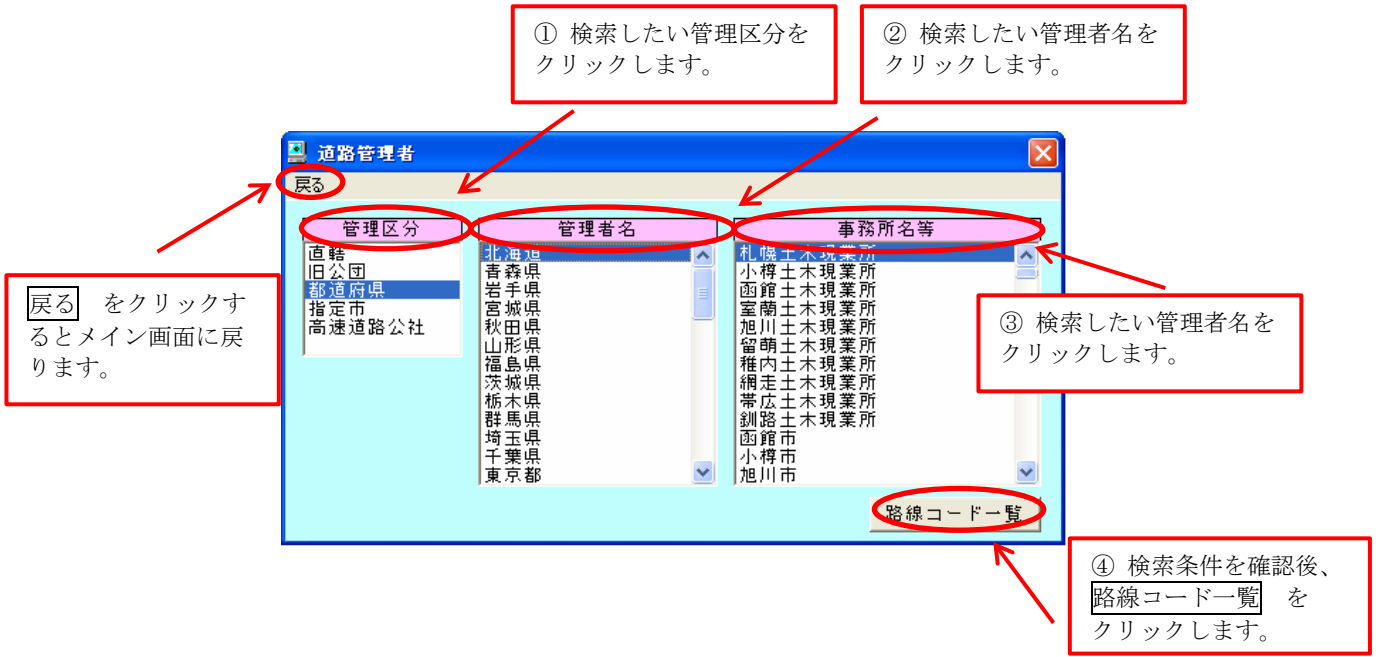 ① 検索したい管理区分を
クリックします。
② 検索したい管理者名を
クリックします。
道路管理者
戻る
管理区分
直轄
旧公団
都道府県
指定市
高速道路公社
管理者名
北海道
青森県
岩手県
宮城県
秋田県
山形県
福島県
茨城県
栃木県
群馬県
埼玉県
千葉県
東京都
事務所名等
札幌土木現業所
小樽土木現業所
函館土木現業所
室蘭土木現業所
旭川土木現業所
留萌土木現業所
稚内土木現業所
網走土木現業所
帯広土木現業所
釧路土木現業所
函館市
小樽市
旭川市
路線コード一覧
戻る をクリックす
るとメイン画面に戻
ります。
③ 検索したい管理者名を
クリックします。
④ 検索条件を確認後、
路線コード一覧 を
クリックします。